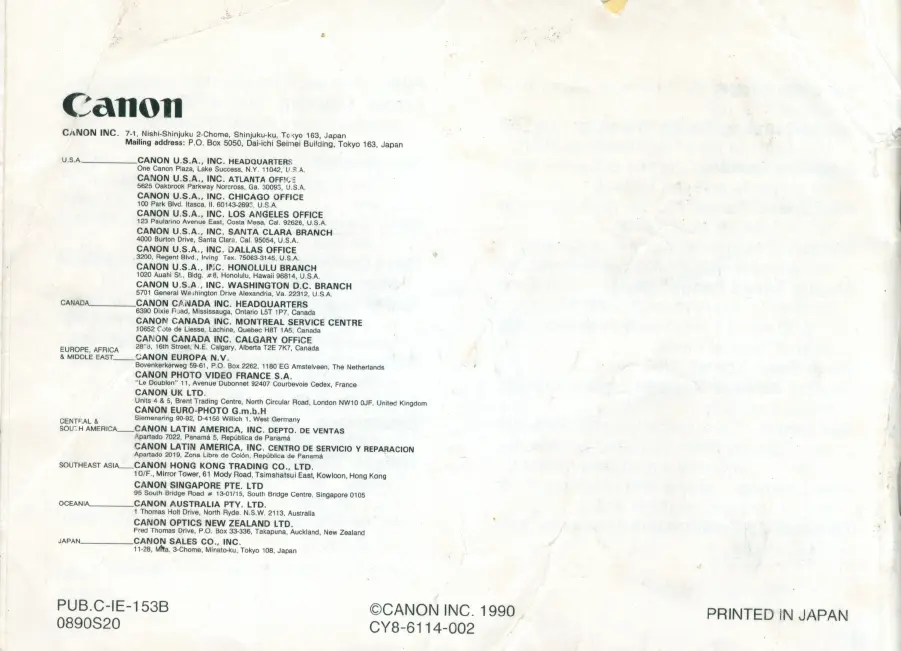 Canon
CANON INC. 7-1, Nishi-Shinjuku 2-Chome, Shinjuku-ku, Tokyo 163, Japan
Mailing address: P.O. Box 5050, Dai-ichi Seimei Building, Tokyo 163, Japan
U.S.A. CANON U.S.A., INC. HEADQUARTERS
One Canon Plaza, Lake Success, N.Y. 11042, U.S.A.
CANON U.S.A., INC. ATLANTA OFFICE
5625 Oakbrook Parkway Norcross, Ga. 30093, U.S.A.
CANON U.S.A., INC. CHICAGO OFFICE
100 Park Blvd. Itasca, Il. 60143-2693, U.S.A.
CANON U.S.A., INC. LOS ANGELES OFFICE
123 Paularino Avenue East, Costa Mesa, Cal. 92626, U.S.A.
CANON U.S.A., INC. SANTA CLARA BRANCH
4000 Burton Drive, Santa Clara, Cal. 95054, U.S.A.
CANON U.S.A., INC. DALLAS OFFICE
3200, Regent Blvd., Irving Tex. 75063-3145, U.S.A.
CANON U.S.A., INC. HONOLULU BRANCH
1020 Auahi St., Bldg. #8, Honolulu, Hawaii 96814, U.S.A.
CANON U.S.A., INC. WASHINGTON D.C. BRANCH
5701 General Washington Drive Alexandria, Va. 22312, U.S.A.
CANADA CANON CANADA INC. HEADQUARTERS
6390 Dixie Road, Mississauga, Ontario L5T 1P7, Canada
CANON CANADA INC. MONTREAL SERVICE CENTRE
10652 Cote de Liesse, Lachine, Quebec H8T 1A5, Canada
CANON CANADA INC. CALGARY OFFICE
16th Street, N.E. Calgary, Alberta T2E 7K7, Canada
EUROPE, AFRICA
& MIDDLE EAST CANON EUROPA N.V.
Bovenkerkerweg 59-61, P.O. Box 2262, 1180 EG Amstelveen, The Netherlands
CANON PHOTO VIDEO FRANCE S.A.
"Le Doublon" 11, Avenue Dubonnet 92407 Courbevoie Cedex, France
CANON UK LTD.
Units 4 & 5, Brent Trading Centre, North Circular Road, London NW10 0JF, United Kingdom
CANON EURO-PHOTO G.m.b.H
Siemensring 90-92, D-4156 Willich 1, West Germany
CENTRAL &
SOUTH AMERICA CANON LATIN AMERICA, INC. DEPTO. DE VENTAS
Apartado 7022, Panamá 5, República de Panamá
CANON LATIN AMERICA, INC. CENTRO DE SERVICIO Y REPARACION
Apartado 2019, Zona Libre de Colón, República de Panamá
SOUTHEAST ASIA CANON HONG KONG TRADING CO., LTD.
10/F., Mirror Tower, 61 Mody Road, Tsimshatsui East, Kowloon, Hong Kong
CANON SINGAPORE PTE. LTD
95 South Bridge Road # 13-01/15, South Bridge Centre, Singapore 0105
OCEANIA CANON AUSTRALIA PTY. LTD.
1 Thomas Holt Drive, North Ryde, N.S.W. 2113, Australia
CANON OPTICS NEW ZEALAND LTD.
Fred Thomas Drive, P.O. Box 33-336, Takapuna, Auckland, New Zealand
JAPAN CANON SALES CO., INC.
11-28, Mita, 3-Chome, Minato-ku, Tokyo 108, Japan
PUB.C-IE-153B
0890S20
©CANON INC. 1990
CY8-6114-002
PRINTED IN JAPAN